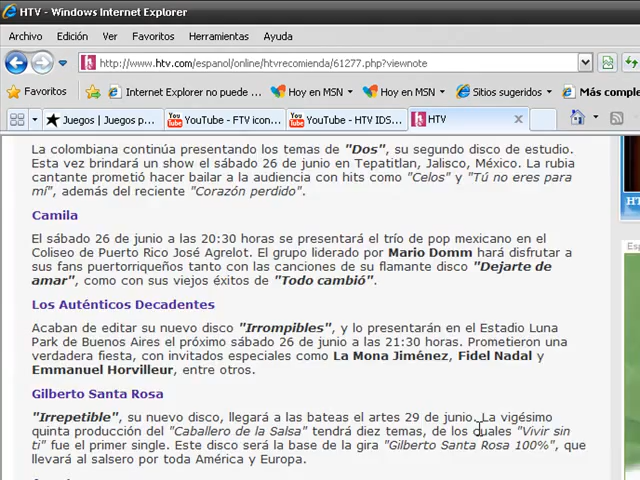 HTV - Windows Internet Explorer
Archivo Edición Ver Favoritos Herramientas Ayuda
http://www.htv.com/espanol/online/htvrecomienda/61277.php?viewnote
Favoritos Internet Explorer no pue... Hoy en MSN Hoy en MSN Sitios sugeridos Más comple
Juegos | Juegos p... YouTube - FTV icon... YouTube - HTV IDS... HTV
La colombiana continúa presentando los temas de "Dos", su segundo disco de estudio.
Esta vez brindará un show el sábado 26 de junio en Tepatitlan, Jalisco, México. La rubia
cantante prometió hacer bailar a la audiencia con hits como "Celos" y "Tú no eres para
mí", además del reciente "Corazón perdido".
Camila
El sábado 26 de junio a las 20:30 horas se presentará el trío de pop mexicano en el
Coliseo de Puerto Rico José Agrelot. El grupo liderado por Mario Domm hará disfrutar a
sus fans puertorriqueños tanto con las canciones de su flamante disco "Dejarte de
amar", como con sus viejos éxitos de "Todo cambió".
Los Auténticos Decadentes
Acaban de editar su nuevo disco "Irrompibles", y lo presentarán en el Estadio Luna
Park de Buenos Aires el próximo sábado 26 de junio a las 21:30 horas. Prometieron una
verdadera fiesta, con invitados especiales como La Mona Jiménez, Fidel Nadal y
Emmanuel Horvilleur, entre otros.
Gilberto Santa Rosa
"Irrepetible", su nuevo disco, llegará a las bateas el artes 29 de junio. La vigésimo
quinta producción del "Caballero de la Salsa" tendrá diez temas, de los cuales "Vivir sin
ti" fue el primer single. Este disco será la base de la gira "Gilberto Santa Rosa 100%", que
llevará al salsero por toda América y Europa.